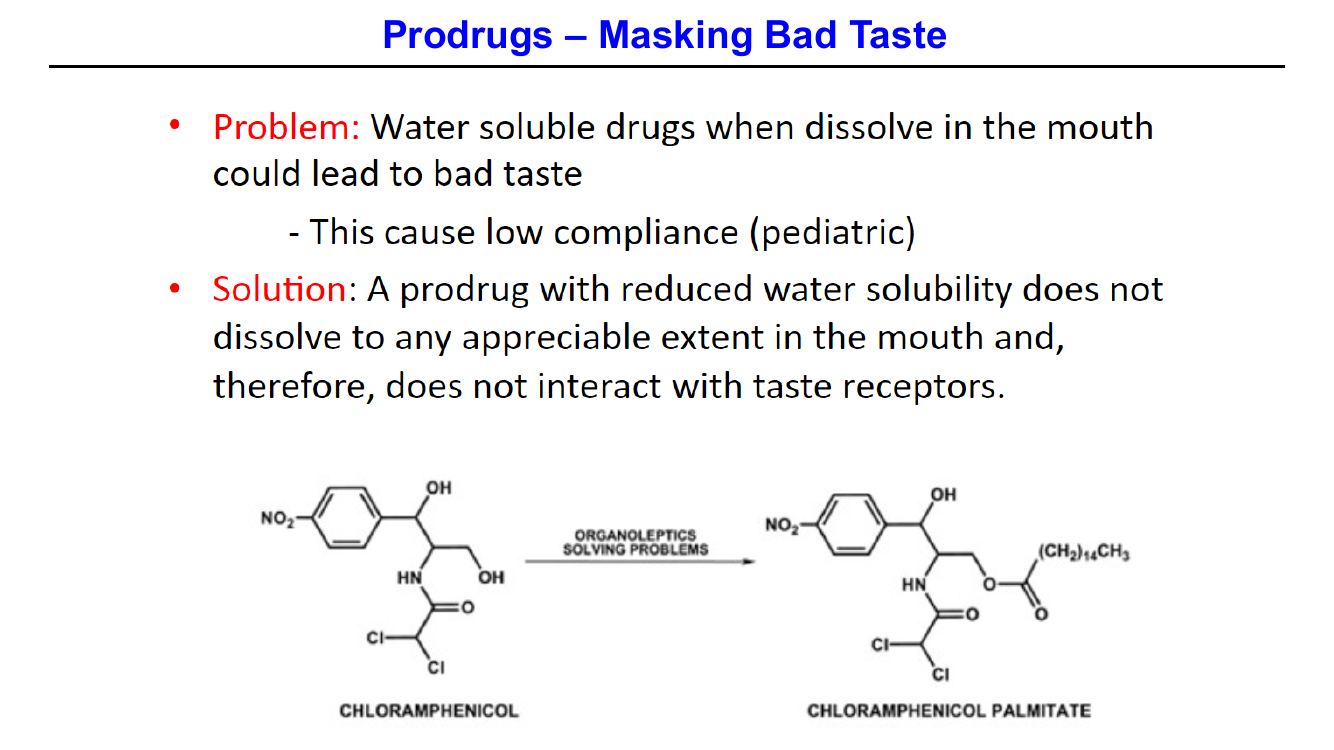 Prodrugs – Masking Bad Taste
• Problem: Water soluble drugs when dissolve in the mouth
could lead to bad taste
- This cause low compliance (pediatric)
• Solution: A prodrug with reduced water solubility does not
dissolve to any appreciable extent in the mouth and,
therefore, does not interact with taste receptors.
OH
NO₂
HN
OH
O
Cl
Cl
CHLORAMPHENICOL
ORGANOLEPTICS
SOLVING PROBLEMS
OH
NO₂
(CH₂)₁₄CH₃
HN
O
O
O
Cl
Cl
CHLORAMPHENICOL PALMITATE